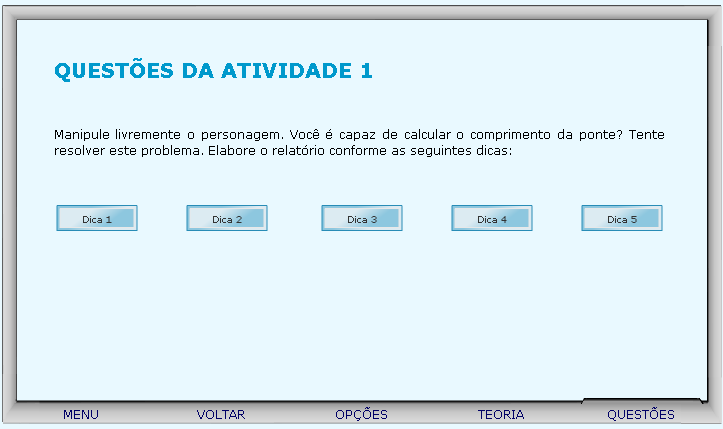 QUESTÕES DA ATIVIDADE 1
Manipule livremente o personagem. Você é capaz de calcular o comprimento da ponte? Tente
resolver este problema. Elabore o relatório conforme as seguintes dicas:
Dica 1 Dica 2 Dica 3 Dica 4 Dica 5
MENU VOLTAR OPÇÕES TEORIA QUESTÕES